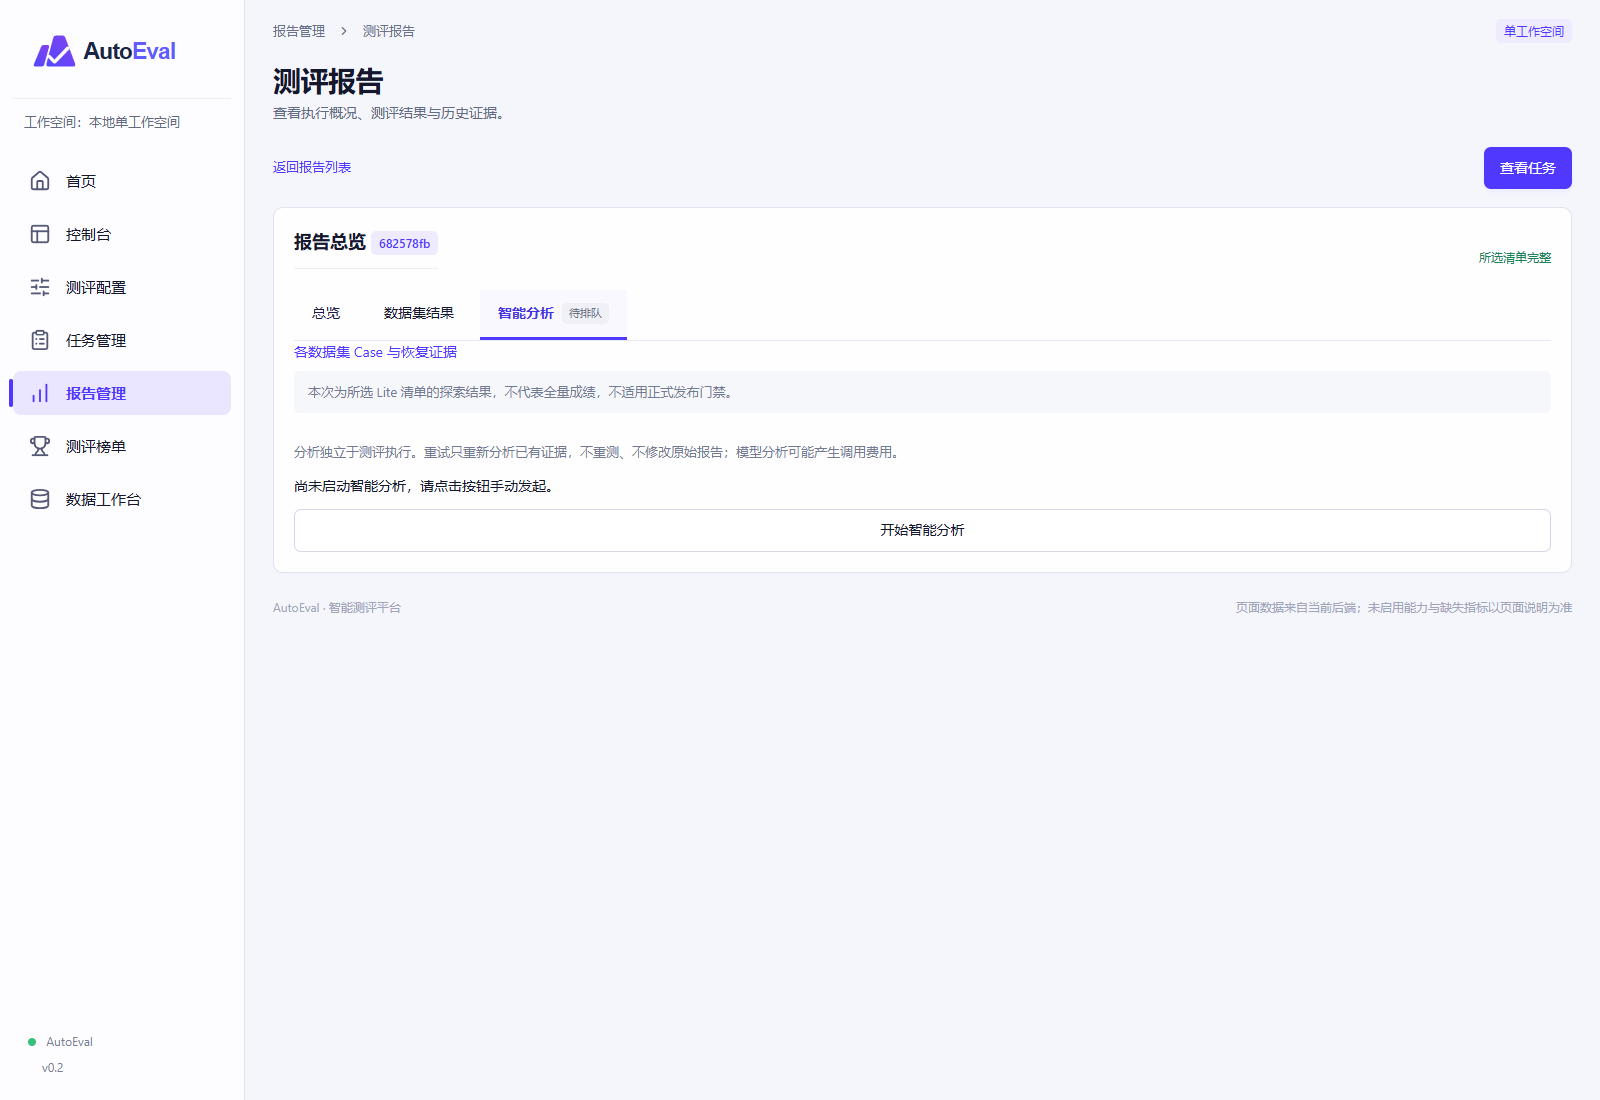 AutoEval
工作空间：本地单工作空间
首页
控制台
测评配置
任务管理
报告管理
测评榜单
数据工作台
AutoEval
v0.2
报告管理 > 测评报告
单工作空间
测评报告
查看执行概况、测评结果与历史证据。
返回报告列表
查看任务
报告总览 682578fb
所选清单完整
总览 数据集结果 智能分析 待排队
各数据集 Case 与恢复证据
本次为所选 Lite 清单的探索结果，不代表全量成绩，不适用正式发布门禁。
分析独立于测评执行。重试只重新分析已有证据，不重测、不修改原始报告；模型分析可能产生调用费用。
尚未启动智能分析，请点击按钮手动发起。
开始智能分析
AutoEval · 智能测评平台
页面数据来自当前后端；未启用能力与缺失指标以页面说明为准